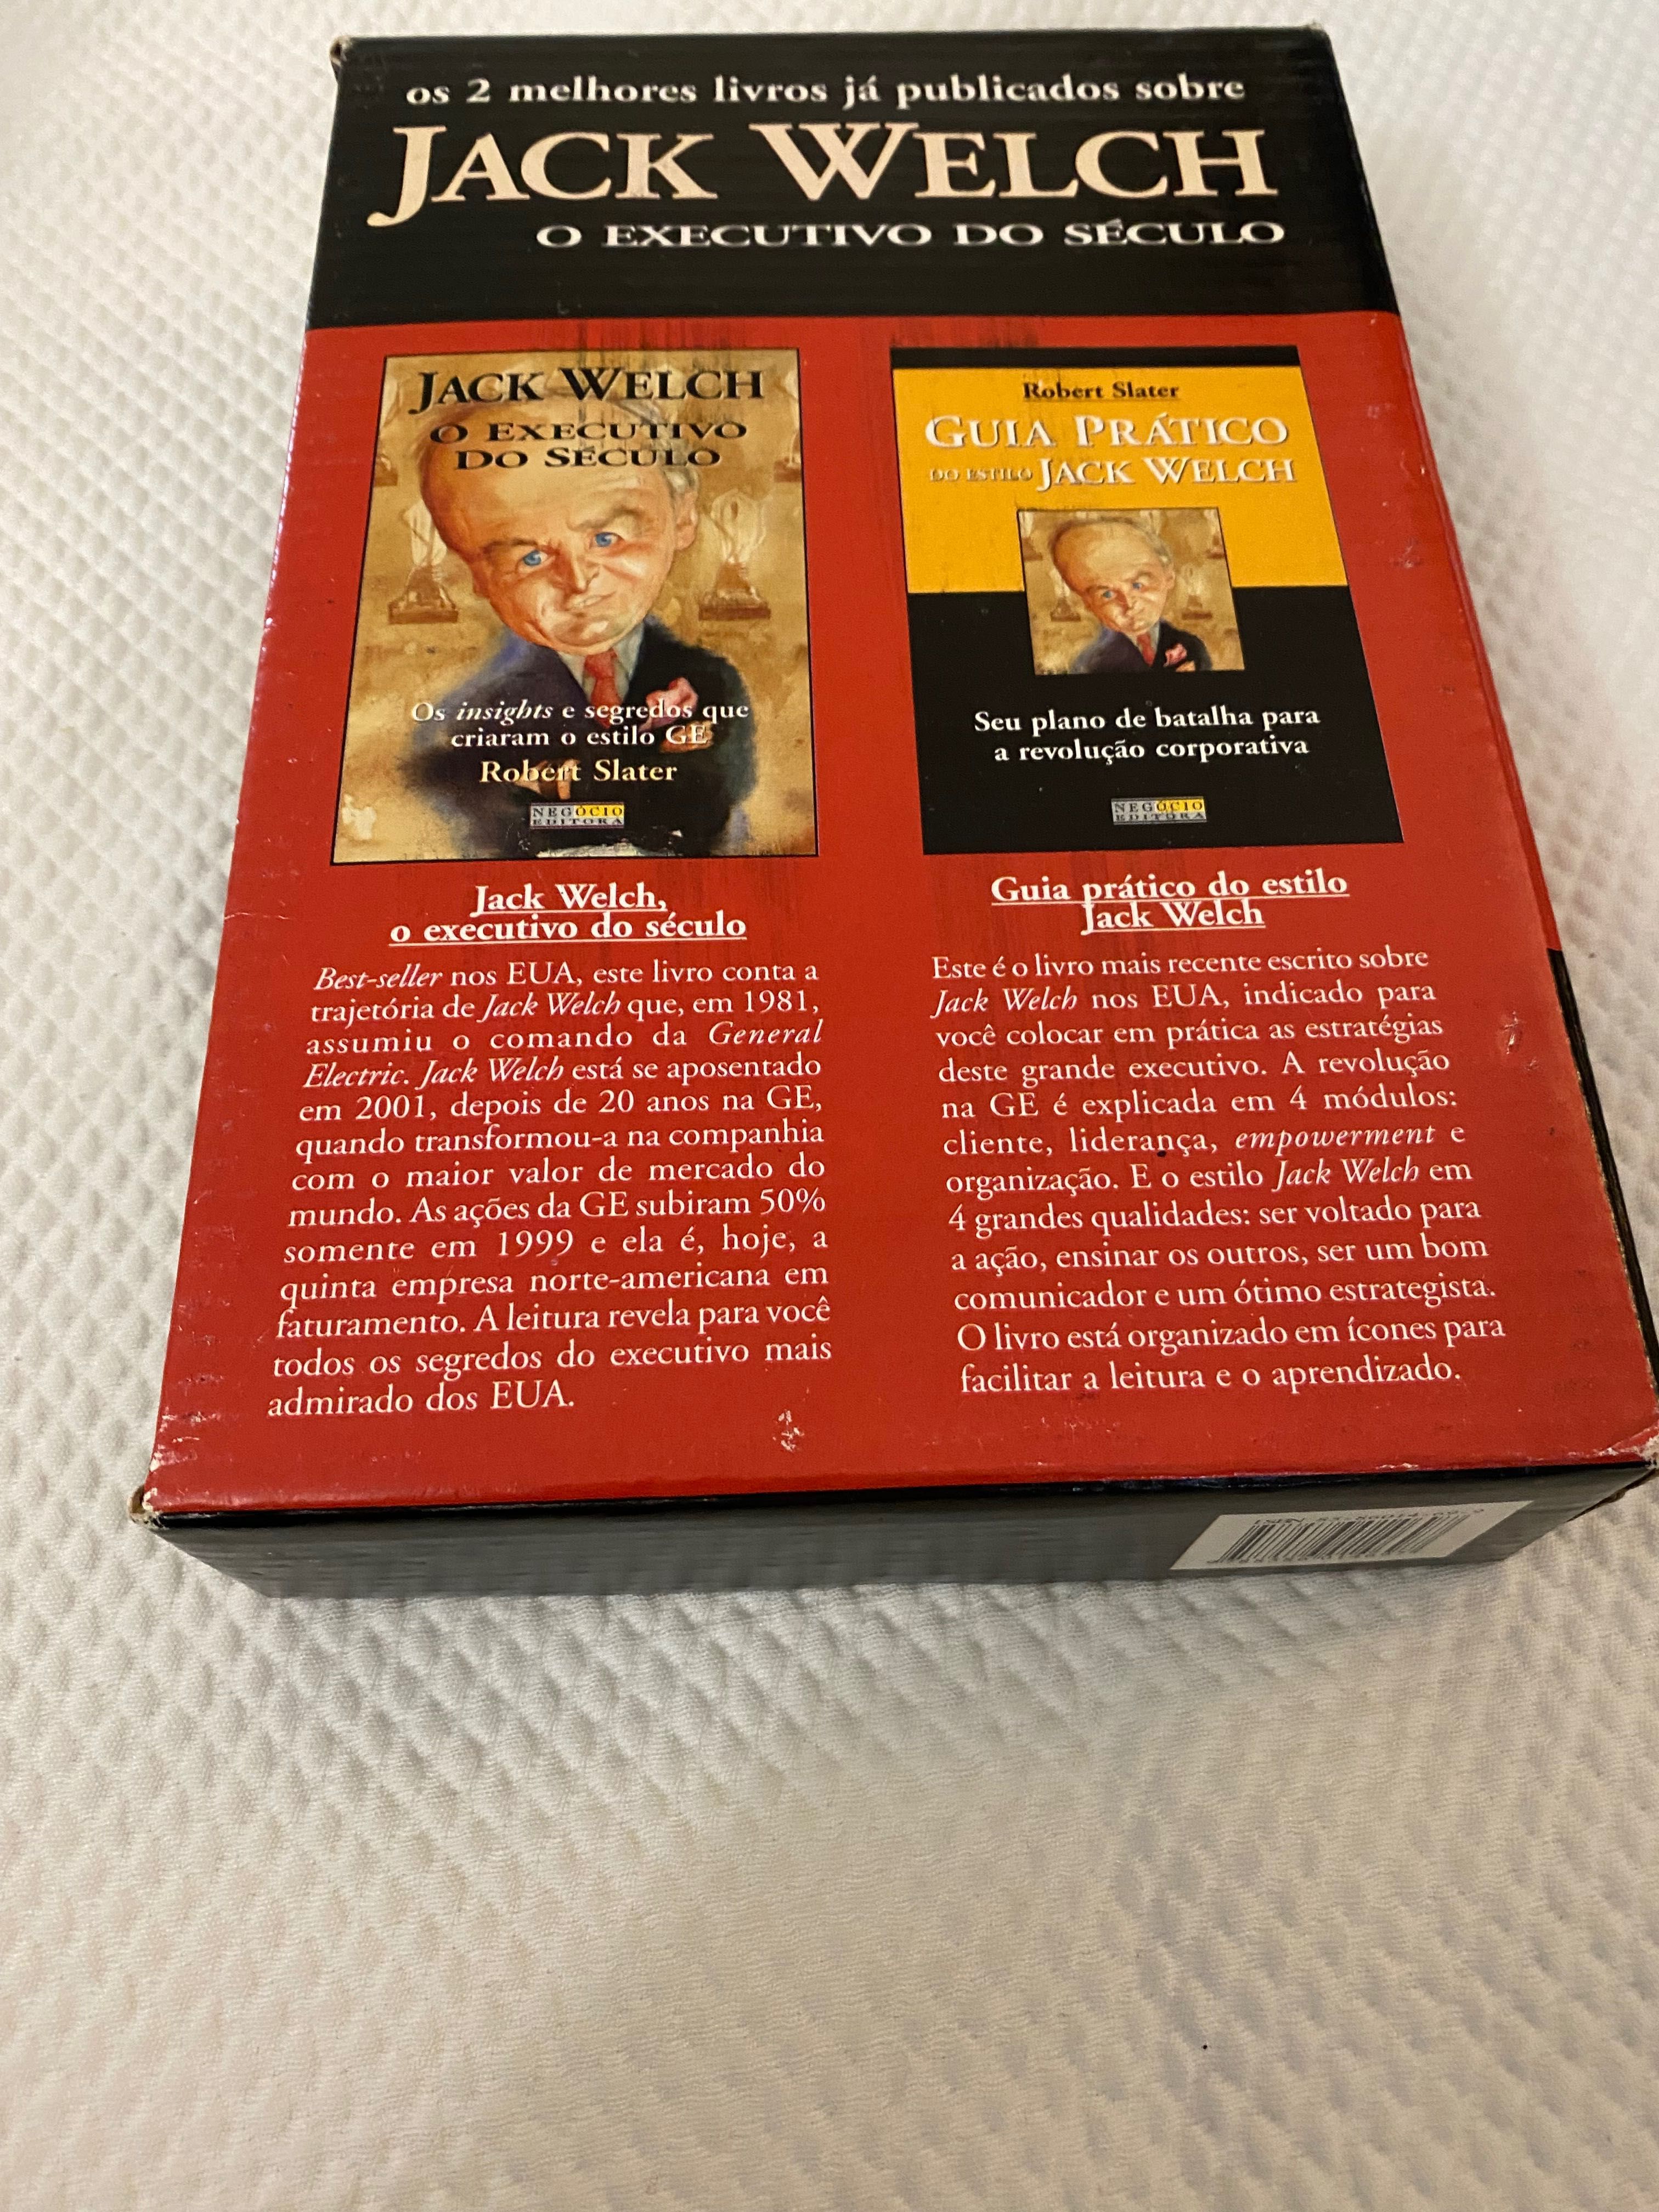 os 2 melhores livros já publicados sobre
JACK WELCH
O EXECUTIVO DO SÉCULO
JACK WELCH
O EXECUTIVO
DO SÉCULO
Os insights e segredos que
criaram o estilo GE
Robert Slater
NEGÓCIO
EDITORA
Robert Slater
GUIA PRÁTICO
DO ESTILO JACK WELCH
Seu plano de batalha para
a revolução corporativa
NEGÓCIO
EDITORA
Jack Welch,
o executivo do século
Best-seller nos EUA, este livro conta a
trajetória de Jack Welch que, em 1981,
assumiu o comando da General
Electric. Jack Welch está se aposentado
em 2001, depois de 20 anos na GE,
quando transformou-a na companhia
com o maior valor de mercado do
mundo. As ações da GE subiram 50%
somente em 1999 e ela é, hoje, a
quinta empresa norte-americana em
faturamento. A leitura revela para você
todos os segredos do executivo mais
admirado dos EUA.
Guia prático do estilo
Jack Welch
Este é o livro mais recente escrito sobre
Jack Welch nos EUA, indicado para
você colocar em prática as estratégias
deste grande executivo. A revolução
na GE é explicada em 4 módulos:
cliente, liderança, empowerment e
organização. E o estilo Jack Welch em
4 grandes qualidades: ser voltado para
a ação, ensinar os outros, ser um bom
comunicador e um ótimo estrategista.
O livro está organizado em ícones para
facilitar a leitura e o aprendizado.
ISBN